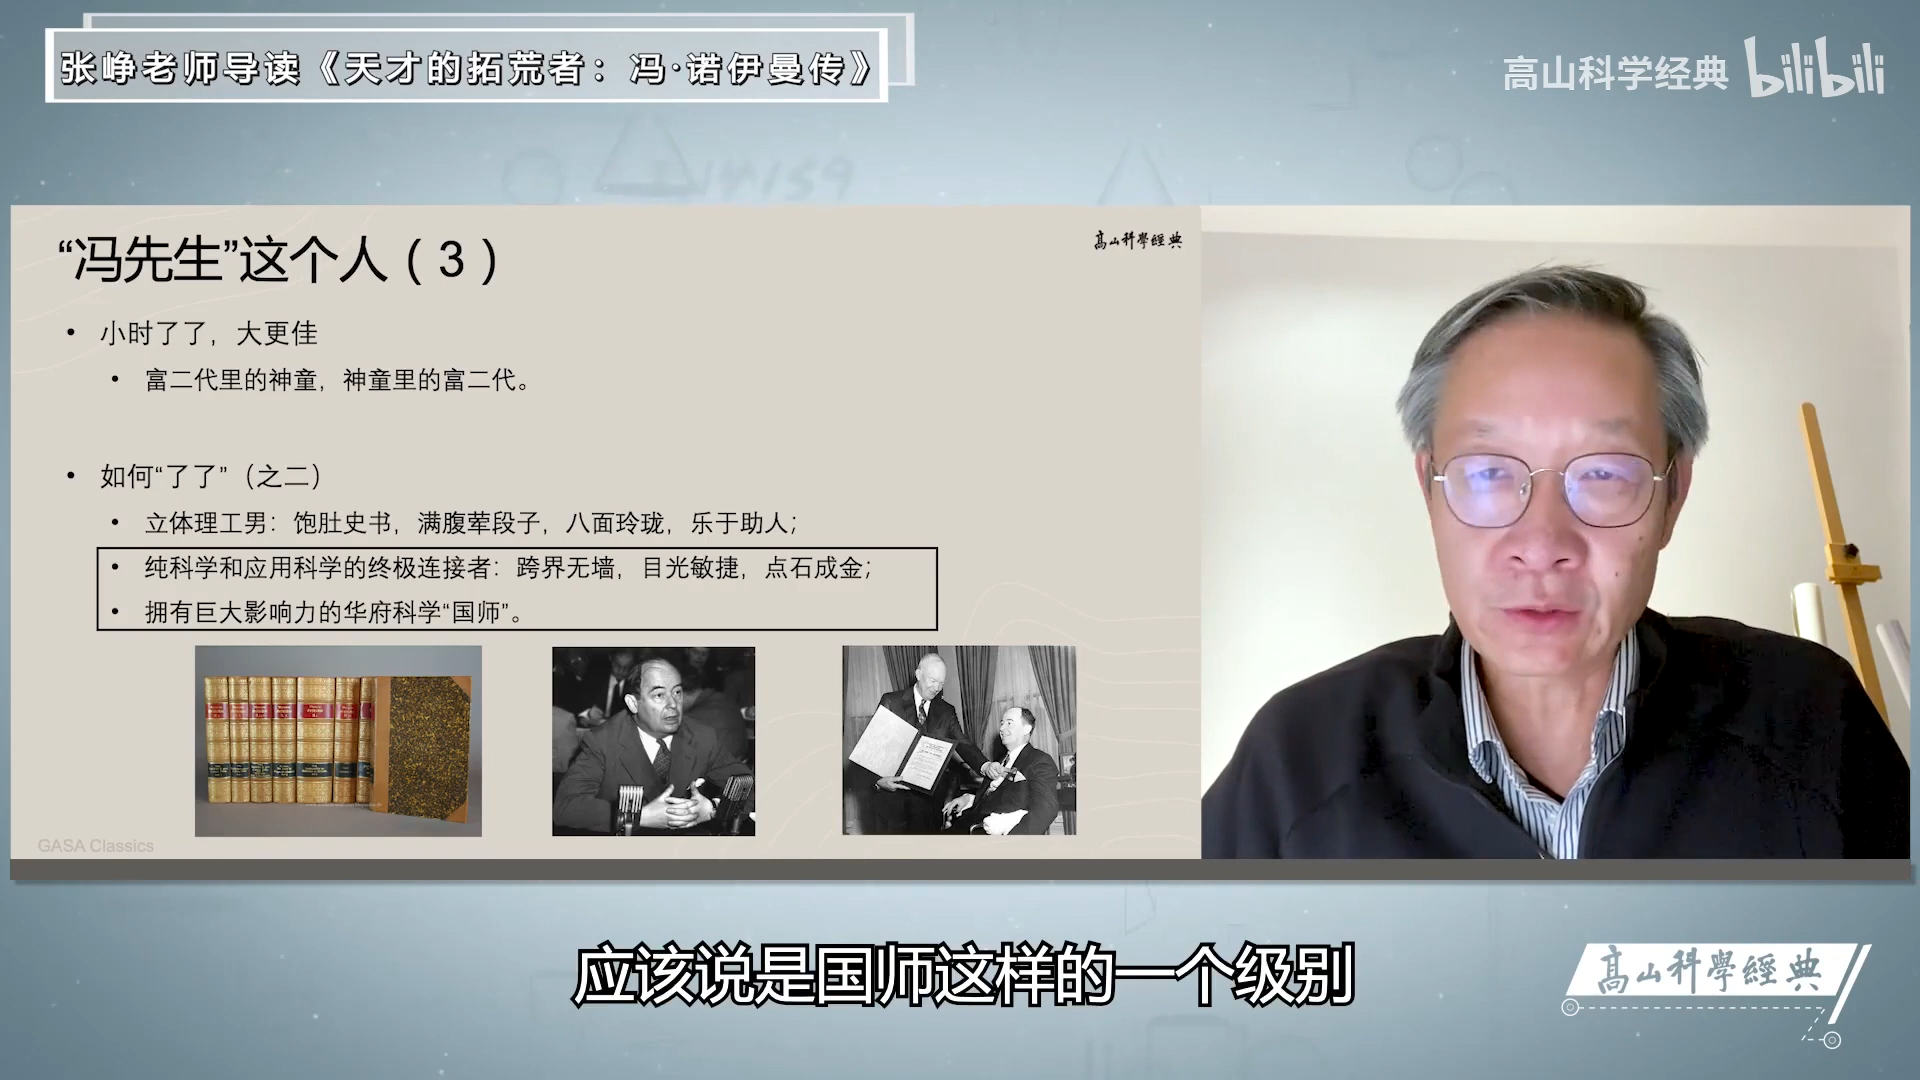 张峥老师导读《天才的拓荒者：冯·诺伊曼传》
高山科学经典 bilibili
“冯先生”这个人（3）
高山科學經典
• 小时了了，大更佳
• 富二代里的神童，神童里的富二代。
• 如何“了了”（之二）
• 立体理工男：饱肚史书，满腹荤段子，八面玲珑，乐于助人；
• 纯科学和应用科学的终极连接者：跨界无墙，目光敏捷，点石成金；
• 拥有巨大影响力的华府科学“国师”。
GASA Classics
应该说是国师这样的一个级别
高山科學經典